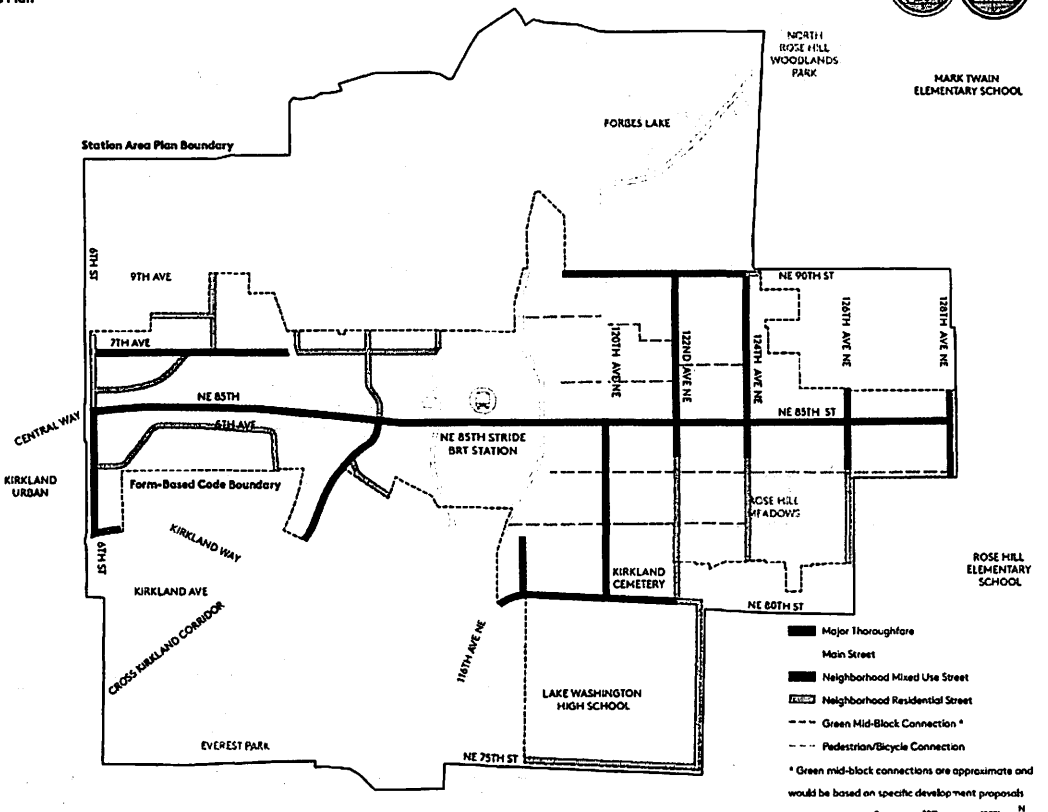 NORTH
ROSE HILL
WOODLANDS
PARK
MARK TWAIN
ELEMENTARY SCHOOL
FORBES LAKE
Station Area Plan Boundary
6TH ST
9TH AVE
NE 90TH ST
7TH AVE
120TH AVE NE
122ND AVE NE
124TH AVE NE
126TH AVE NE
128TH AVE NE
NE 85TH
NE 85TH ST
CENTRAL WAY
5TH AVE
NE 85TH STRIDE
BRT STATION
KIRKLAND
URBAN
Form-Based Code Boundary
ROSE HILL
MEADOWS
KIRKLAND WAY
6TH ST
KIRKLAND
CEMETERY
ROSE HILL
ELEMENTARY
SCHOOL
KIRKLAND AVE
NE 80TH ST
CROSS KIRKLAND CORRIDOR
116TH AVE NE
LAKE WASHINGTON
HIGH SCHOOL
EVEREST PARK
NE 75TH ST
Major Thoroughfare
Main Street
Neighborhood Mixed Use Street
Neighborhood Residential Street
Green Mid-Block Connection *
Pedestrian/Bicycle Connection
* Green mid-block connections are approximate and
would be based on specific development proposals
N